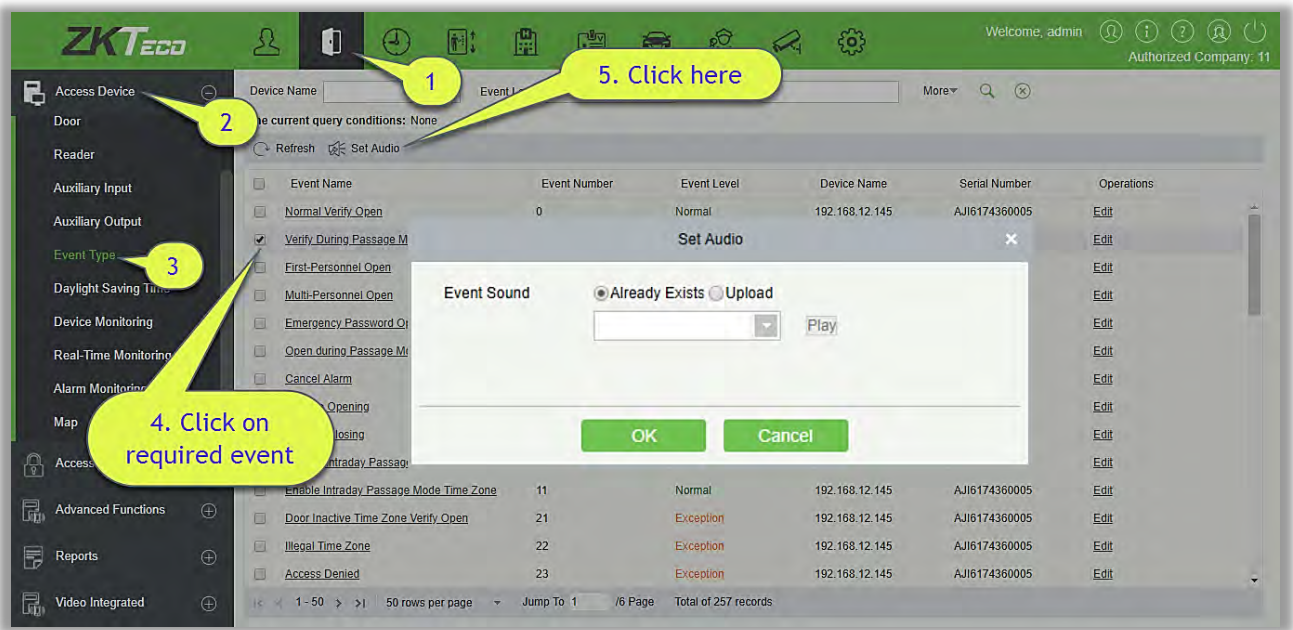 ZKTECO
Welcome, admin
Authorized Company: 11
1
5. Click here
Access Device
2
Door
Reader
Auxiliary Input
Auxiliary Output
Event Type
3
Daylight Saving Time
Device Monitoring
Real-Time Monitoring
Alarm Monitoring
Map
4. Click on
required event
Access
Advanced Functions
Reports
Video Integrated
Device Name
More
current query conditions: None
Refresh Set Audio
Event Name Event Number Event Level Device Name Serial Number Operations
Normal Verify Open 0 Normal 192.168.12.145 AJI6174360005 Edit
Verify During Passage M Edit
First-Personnel Open Edit
Multi-Personnel Open Edit
Emergency Password Edit
Open during Passage Edit
Cancel Alarm Edit
Opening Edit
losing Edit
Intraday Passage Edit
Enable Intraday Passage Mode Time Zone 11 Normal 192.168.12.145 AJI6174360005 Edit
Door Inactive Time Zone Verify Open 21 Exception 192.168.12.145 AJI6174360005 Edit
Illegal Time Zone 22 Exception 192.168.12.145 AJI6174360005 Edit
Access Denied 23 Exception 192.168.12.145 AJI6174360005 Edit
1 - 50 50 rows per page Jump To 1 /6 Page Total of 257 records
Set Audio
Event Sound Already Exists Upload
Play
OK Cancel